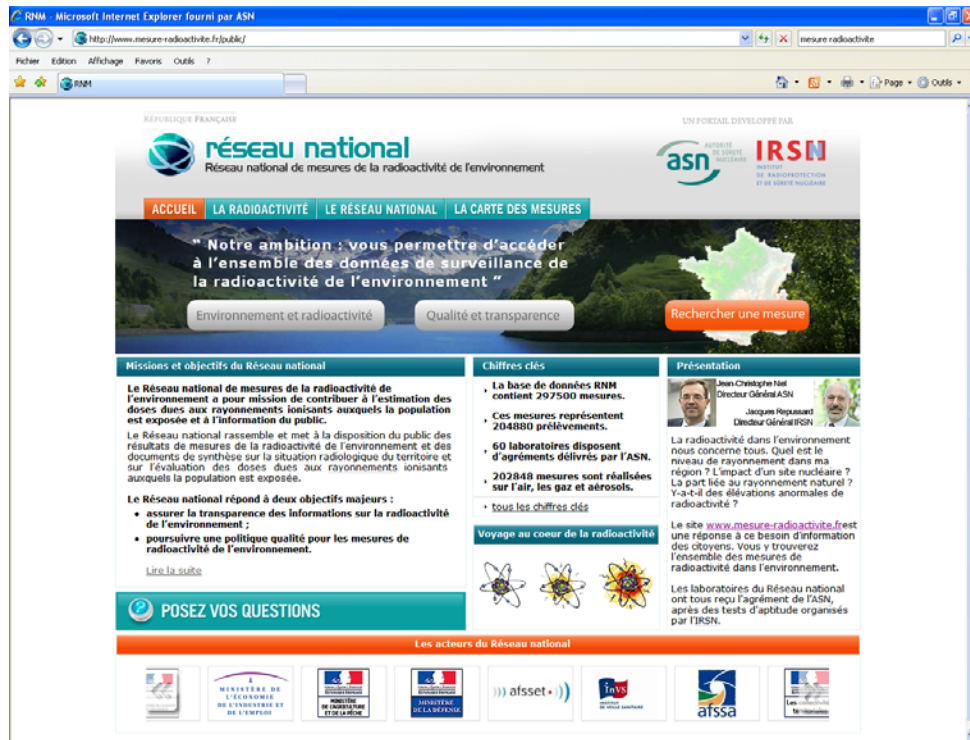 RNM - Microsoft Internet Explorer fourni par ASN
http://www.mesure-radioactivite.fr/public/
mesure radioactivite
Fichier Edition Affichage Favoris Outils ?
RNM
Page Outils
RÉPUBLIQUE FRANÇAISE
UN PORTAIL DEVELOPPÉ PAR
réseau national
Réseau national de mesures de la radioactivité de l'environnement
asn
AUTORITÉ
DE SÛRETÉ
NUCLÉAIRE
IRSN
INSTITUT
DE RADIOPROTECTION
ET DE SÛRETÉ NUCLÉAIRE
ACCUEIL LA RADIOACTIVITÉ LE RÉSEAU NATIONAL LA CARTE DES MESURES
" Notre ambition : vous permettre d'accéder
à l'ensemble des données de surveillance de
la radioactivité de l'environnement "
Environnement et radioactivité Qualité et transparence Rechercher une mesure
Missions et objectifs du Réseau national
Le Réseau national de mesures de la radioactivité de
l'environnement a pour mission de contribuer à l'estimation des
doses dues aux rayonnements ionisants auxquels la population
est exposée et à l'information du public.
Le Réseau national rassemble et met à la disposition du public des
résultats de mesures de la radioactivité de l'environnement et des
documents de synthèse sur la situation radiologique du territoire et
sur l'évaluation des doses dues aux rayonnements ionisants
auxquels la population est exposée.
Le Réseau national répond à deux objectifs majeurs :
• assurer la transparence des informations sur la radioactivité
de l'environnement ;
• poursuivre une politique qualité pour les mesures de
radioactivité de l'environnement.
Lire la suite
POSEZ VOS QUESTIONS
Chiffres clés
La base de données RNM
contient 297500 mesures.
Ces mesures représentent
204880 prélèvements.
60 laboratoires disposent
d'agréments délivrés par l'ASN.
202848 mesures sont réalisées
sur l'air, les gaz et aérosols.
tous les chiffres clés
Voyage au coeur de la radioactivité
Présentation
Jean-Christophe Niel
Directeur Général ASN
Jacques Repussard
Directeur Général IRSN
La radioactivité dans l'environnement
nous concerne tous. Quel est le
niveau de rayonnement dans ma
région ? L'impact d'un site nucléaire ?
La part liée au rayonnement naturel ?
Y-a-t-il des élévations anormales de
radioactivité ?
Le site www.mesure-radioactivite.frest
une réponse à ce besoin d'information
des citoyens. Vous y trouverez
l'ensemble des mesures de
radioactivité dans l'environnement.
Les laboratoires du Réseau national
ont tous reçu l'agrément de l'ASN,
après des tests d'aptitude organisés
par l'IRSN.
Les acteurs du Réseau national
MINISTÈRE DE
L'ÉCONOMIE
DE L'INDUSTRIE ET
DE L'EMPLOI
MINISTÈRE
DE L'AGRICULTURE
ET DE LA PÊCHE
MINISTÈRE
DE LA DÉFENSE
afsset
InVS
INSTITUT
DE VEILLE SANITAIRE
afssa
Les collectivités